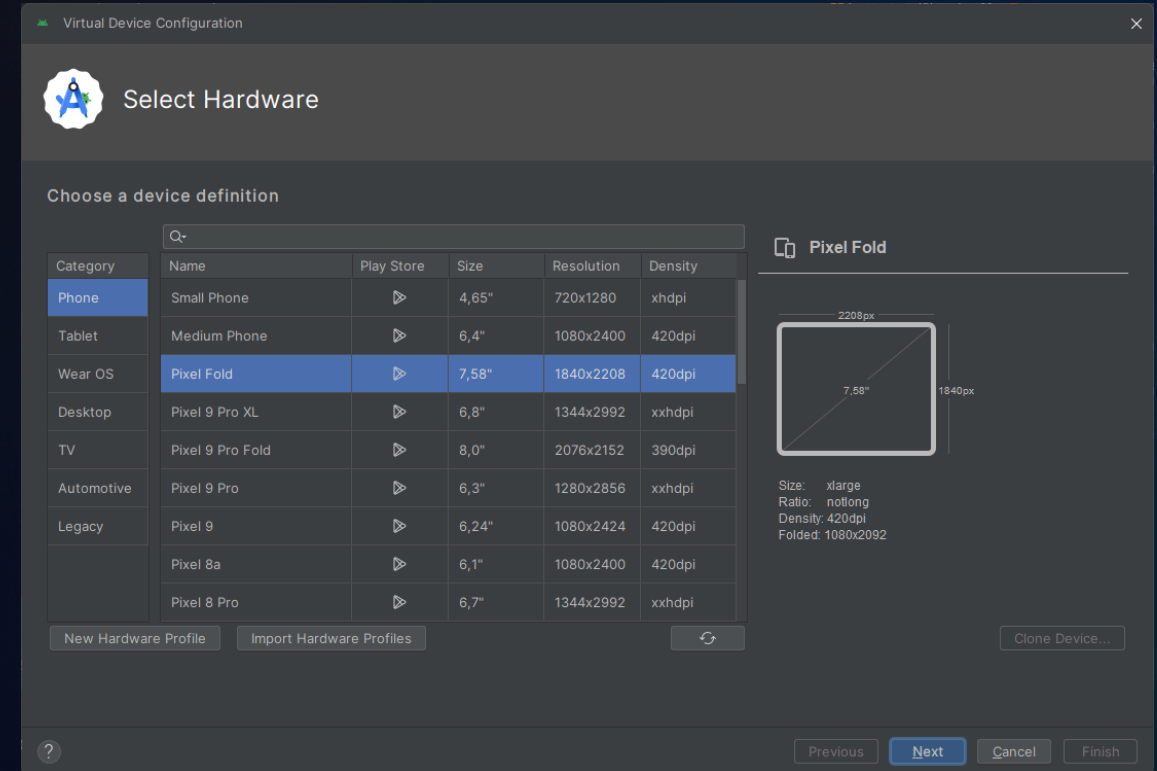 Virtual Device Configuration
Select Hardware
Choose a device definition
Category
Phone
Tablet
Wear OS
Desktop
TV
Automotive
Legacy
Name Play Store Size Resolution Density
Small Phone 4,65" 720x1280 xhdpi
Medium Phone 6,4" 1080x2400 420dpi
Pixel Fold 7,58" 1840x2208 420dpi
Pixel 9 Pro XL 6,8" 1344x2992 xxhdpi
Pixel 9 Pro Fold 8,0" 2076x2152 390dpi
Pixel 9 Pro 6,3" 1280x2856 xxhdpi
Pixel 9 6,24" 1080x2424 420dpi
Pixel 8a 6,1" 1080x2400 420dpi
Pixel 8 Pro 6,7" 1344x2992 xxhdpi
Pixel Fold
2208px
7,58"
1840px
Size: xlarge
Ratio: notlong
Density: 420dpi
Folded: 1080x2092
New Hardware Profile Import Hardware Profiles Clone Device...
? Previous Next Cancel Finish